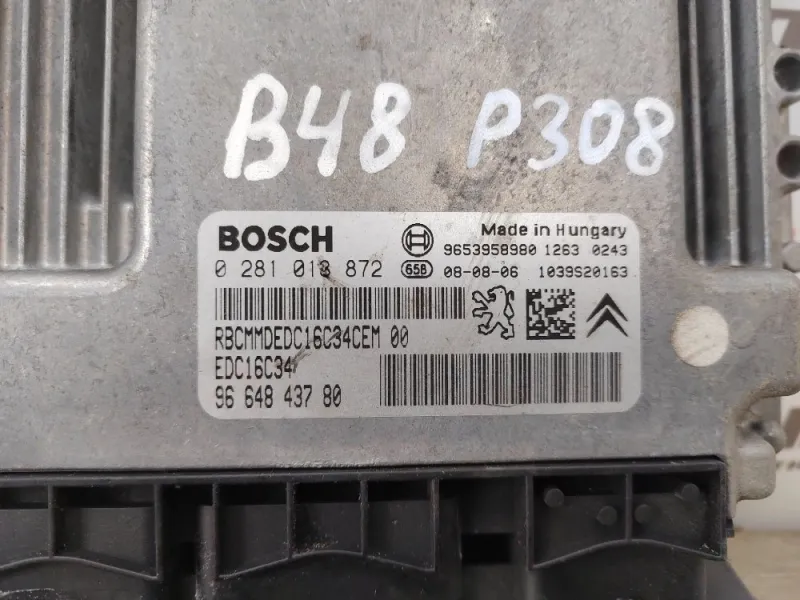 B48 P308
BOSCH Made in Hungary
9653958980 1263 0243
0 281 013 872 65B 08-08-06 1039S20163
RBCMMDEDC16C34CEM 00
EDC16C34
96 648 437 80